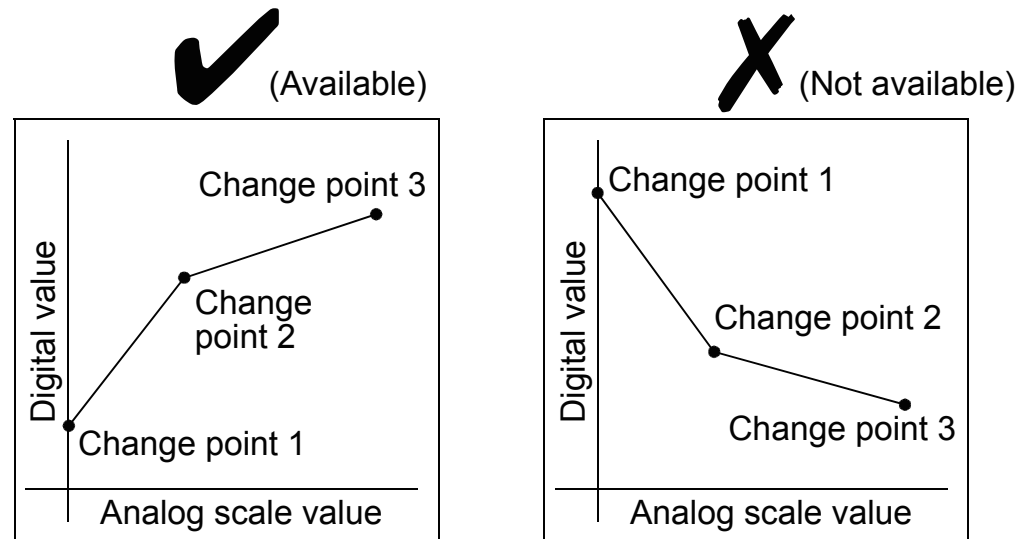 (Available)
Change point 3
Change
point 2
Change point 1
Digital value
Analog scale value
(Not available)
Change point 1
Change point 2
Change point 3
Digital value
Analog scale value